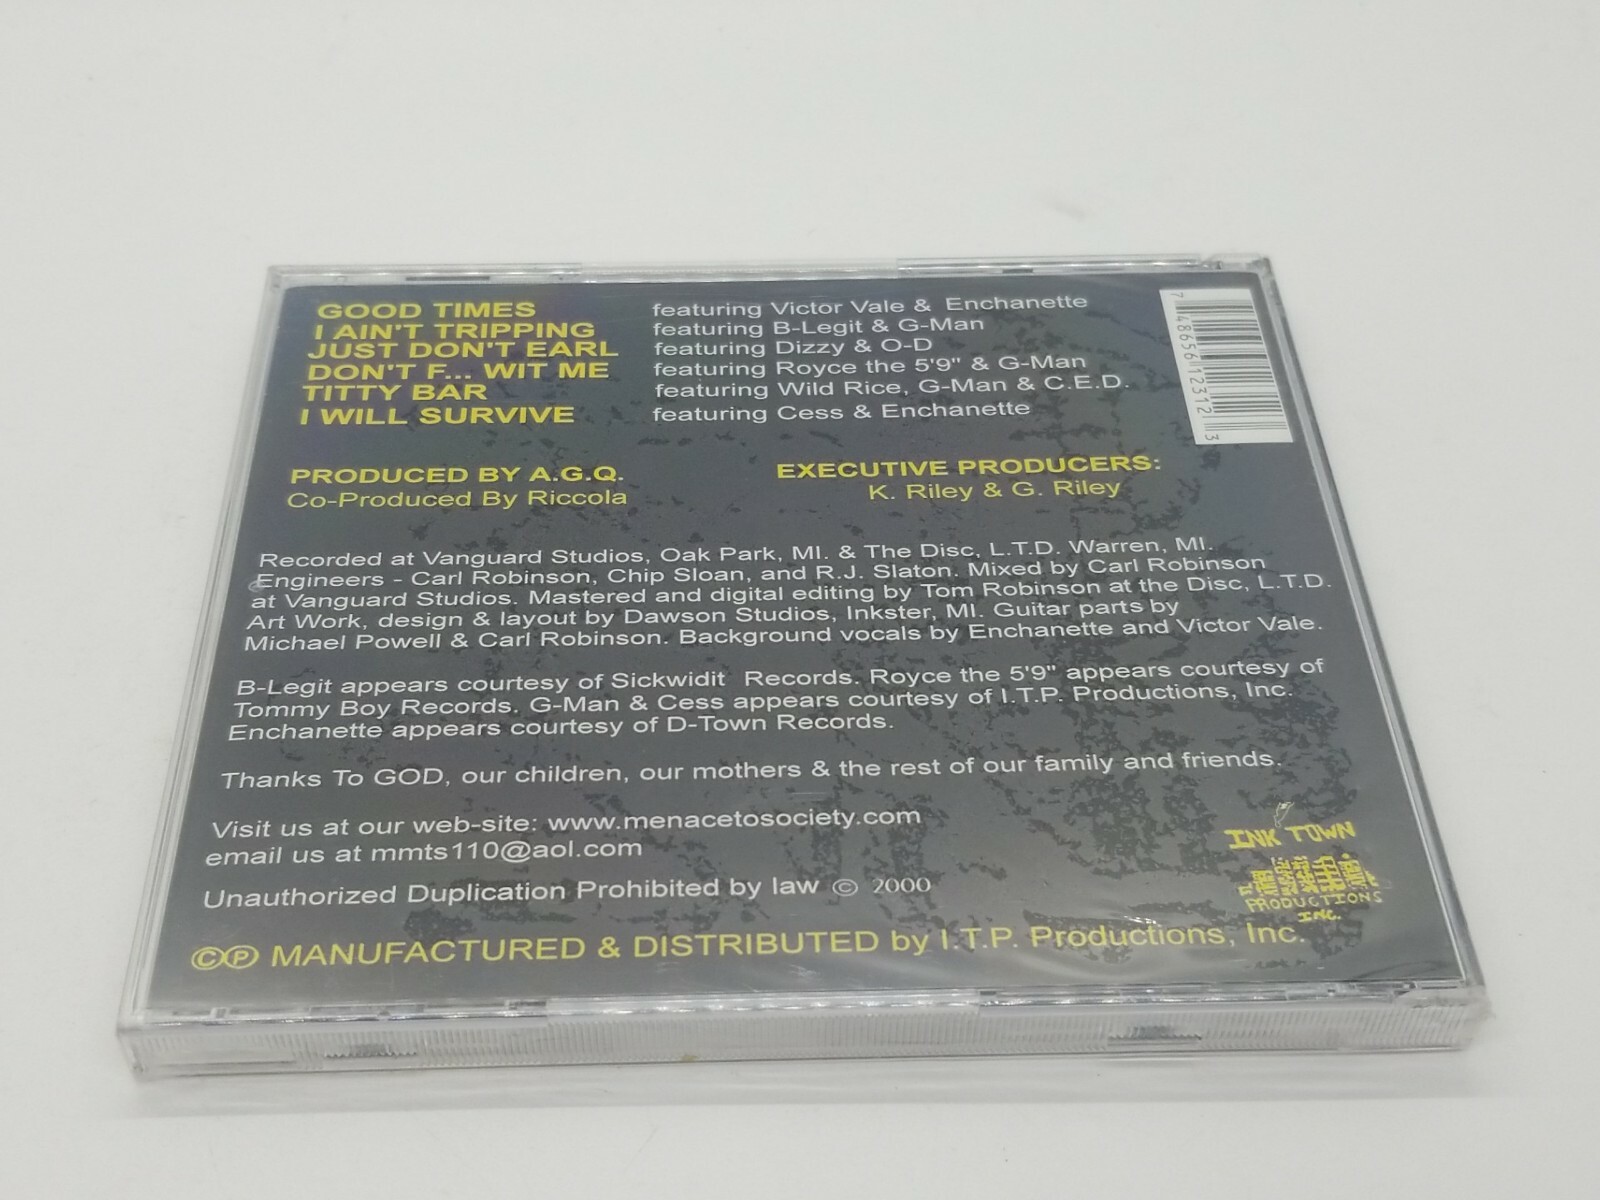 GOOD TIMES featuring Victor Vale & Enchanette
I AIN'T TRIPPING featuring B-Legit & G-Man
JUST DON'T EARL featuring Dizzy & O-D
DON'T F... WIT ME featuring Royce the 5'9" & G-Man
TITTY BAR featuring Wild Rice, G-Man & C.E.D.
I WILL SURVIVE featuring Cess & Enchanette
7 48656 12312 3
PRODUCED BY A.G.Q.
Co-Produced By Riccola
EXECUTIVE PRODUCERS:
K. Riley & G. Riley
Recorded at Vanguard Studios, Oak Park, MI. & The Disc, L.T.D. Warren, MI.
Engineers - Carl Robinson, Chip Sloan, and R.J. Slaton. Mixed by Carl Robinson
at Vanguard Studios. Mastered and digital editing by Tom Robinson at the Disc, L.T.D.
Art Work, design & layout by Dawson Studios, Inkster, MI. Guitar parts by
Michael Powell & Carl Robinson. Background vocals by Enchanette and Victor Vale.
B-Legit appears courtesy of Sickwidit Records. Royce the 5'9" appears courtesy of
Tommy Boy Records. G-Man & Cess appears courtesy of I.T.P. Productions, Inc.
Enchanette appears courtesy of D-Town Records.
Thanks To GOD, our children, our mothers & the rest of our family and friends.
Visit us at our web-site: www.menacetosociety.com
email us at mmts110@aol.com
Unauthorized Duplication Prohibited by law © 2000
INK TOWN
PRODUCTIONS
INC.
©℗ MANUFACTURED & DISTRIBUTED by I.T.P. Productions, Inc.